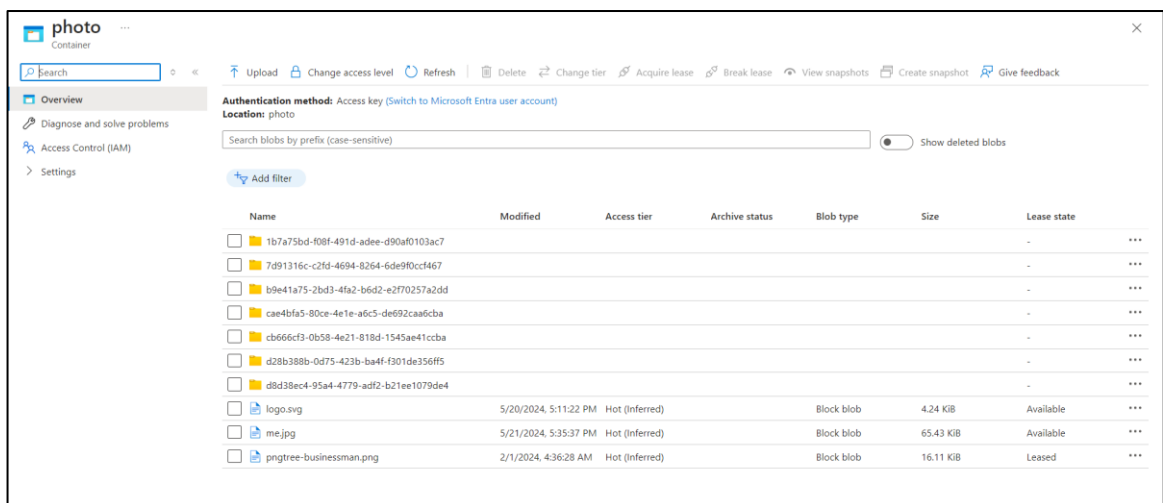 photo ...
Container
Search
Upload Change access level Refresh Delete Change tier Acquire lease Break lease View snapshots Create snapshot Give feedback
Overview
Diagnose and solve problems
Access Control (IAM)
Settings
Authentication method: Access key (Switch to Microsoft Entra user account)
Location: photo
Search blobs by prefix (case-sensitive)
Show deleted blobs
Add filter
Name Modified Access tier Archive status Blob type Size Lease state
1b7a75bd-f08f-491d-adee-d90af0103ac7 - ...
7d91316c-c2fd-4694-8264-6de9f0ccf467 - ...
b9e41a75-2bd3-4fa2-b6d2-e2f70257a2dd - ...
cae4bfa5-80ce-4e1e-a6c5-de692caa6cba - ...
cb666cf3-0b58-4e21-818d-1545ae41ccba - ...
d28b388b-0d75-423b-ba4f-f301de356ff5 - ...
d8d38ec4-95a4-4779-adf2-b21ee1079de4 - ...
logo.svg 5/20/2024, 5:11:22 PM Hot (Inferred) Block blob 4.24 KiB Available ...
me.jpg 5/21/2024, 5:35:37 PM Hot (Inferred) Block blob 65.43 KiB Available ...
pngtree-businessman.png 2/1/2024, 4:36:28 AM Hot (Inferred) Block blob 16.11 KiB Leased ...